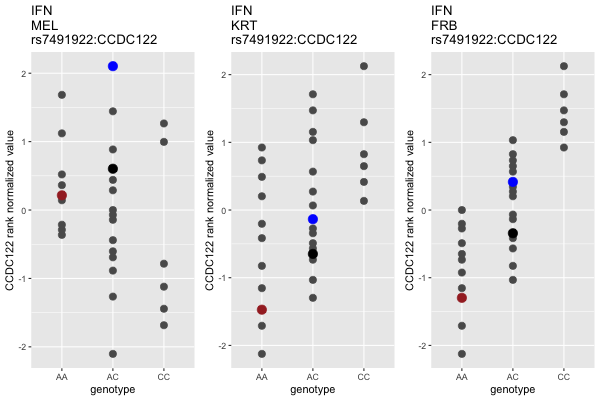 IFN
MEL
rs7491922:CCDC122
CCDC122 rank normalized value
2
1
0
-1
-2
AA AC CC
genotype
IFN
KRT
rs7491922:CCDC122
CCDC122 rank normalized value
2
1
0
-1
-2
AA AC CC
genotype
IFN
FRB
rs7491922:CCDC122
CCDC122 rank normalized value
2
1
0
-1
-2
AA AC CC
genotype